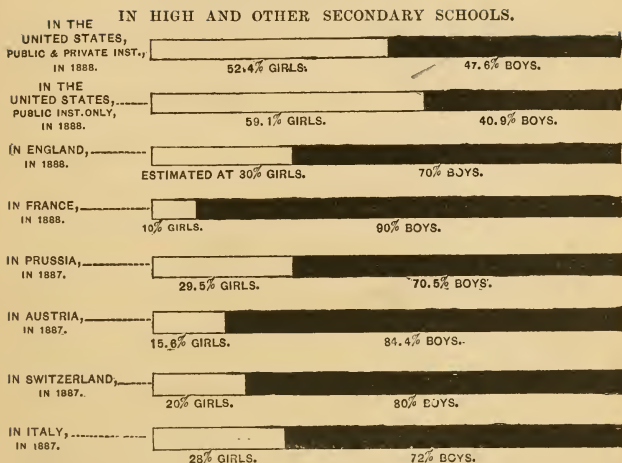 IN HIGH AND OTHER SECONDARY SCHOOLS.
IN THE
UNITED STATES,
PUBLIC & PRIVATE INST.,
IN 1888.
52.4% GIRLS. 47.6% BOYS.
IN THE
UNITED STATES,
PUBLIC INST. ONLY,
IN 1888.
59.1% GIRLS. 40.9% BOYS.
IN ENGLAND,
IN 1888.
ESTIMATED AT 30% GIRLS. 70% BOYS.
IN FRANCE,
IN 1888.
10% GIRLS. 90% BOYS.
IN PRUSSIA,
IN 1887.
29.5% GIRLS. 70.5% BOYS.
IN AUSTRIA,
IN 1887.
15.6% GIRLS. 84.4% BOYS.
IN SWITZERLAND,
IN 1887.
20% GIRLS. 80% BOYS.
IN ITALY,
IN 1887.
28% GIRLS. 72% BOYS.